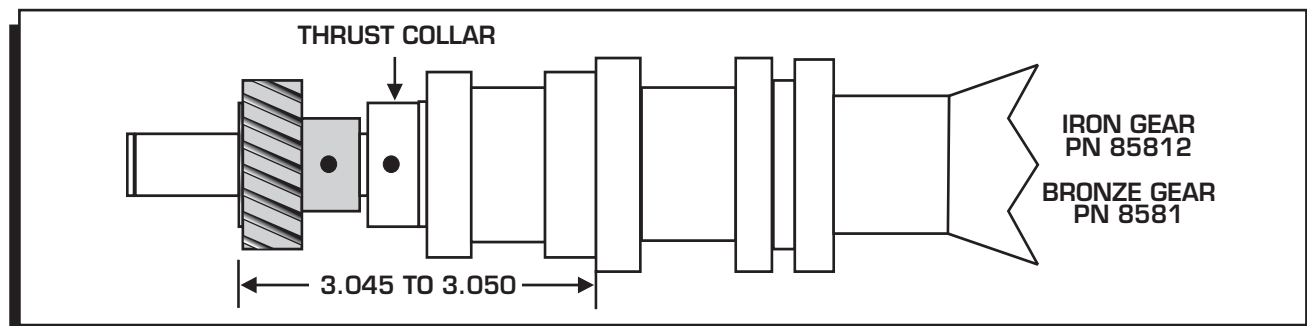 THRUST COLLAR
IRON GEAR
PN 85812
BRONZE GEAR
PN 8581
3.045 TO 3.050